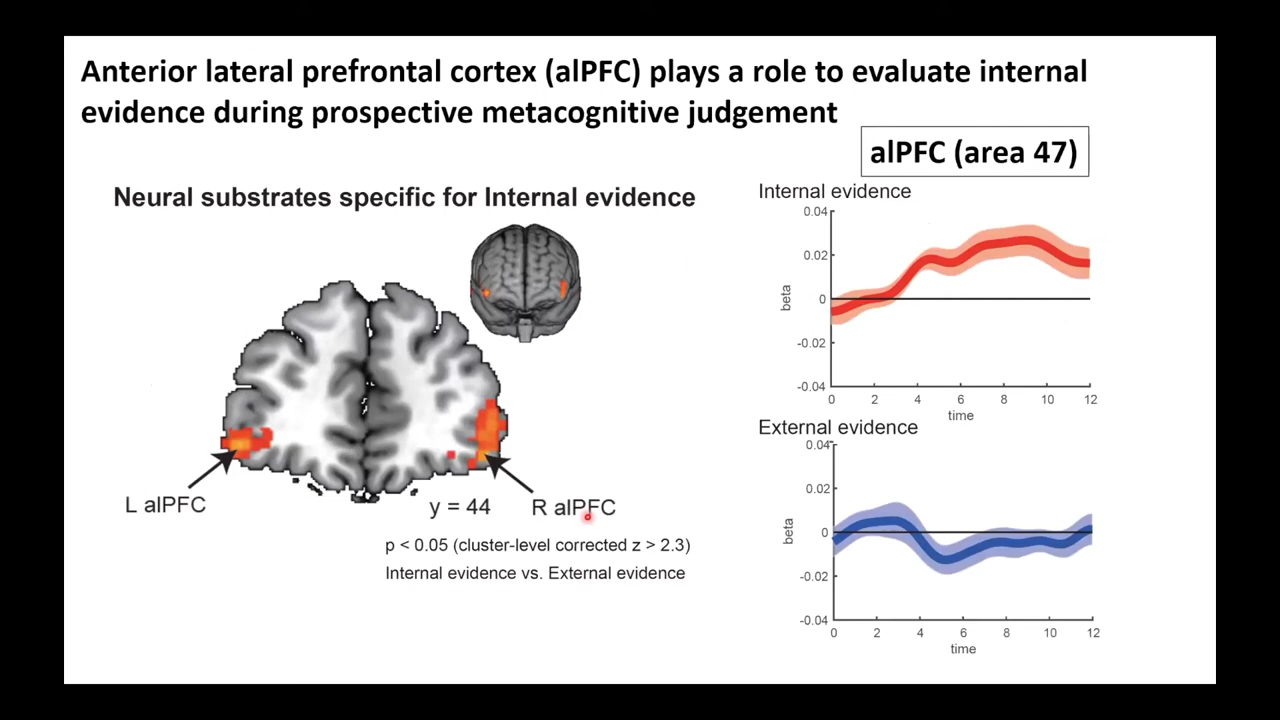 Anterior lateral prefrontal cortex (alPFC) plays a role to evaluate internal
evidence during prospective metacognitive judgement
alPFC (area 47)
Neural substrates specific for Internal evidence
L alPFC
y = 44
R alPFC
p < 0.05 (cluster-level corrected z > 2.3)
Internal evidence vs. External evidence
Internal evidence
0.04
0.02
0
-0.02
-0.04
beta
0 2 4 6 8 10 12
time
External evidence
0.04
0.02
0
-0.02
-0.04
beta
0 2 4 6 8 10 12
time